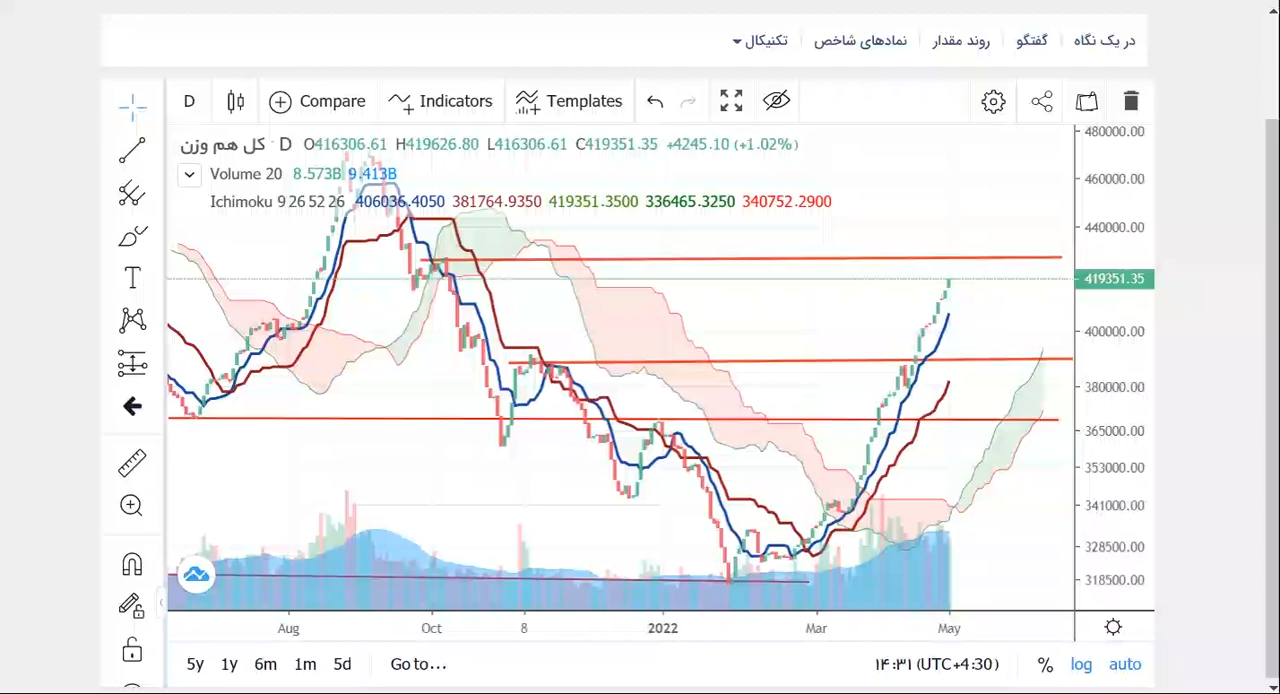 در یک نگاه گفتگو روند مقدار نمادهای شاخص تکنیکال
D Compare Indicators Templates
کل هم وزن · D O416306.61 H419626.80 L416306.61 C419351.35 +4245.10 (+1.02%)
Volume 20 8.573B 9.413B
Ichimoku 9 26 52 26 406036.4050 381764.9350 419351.3500 336465.3250 340752.2900
480000.00
460000.00
440000.00
419351.35
400000.00
380000.00
365000.00
353000.00
341000.00
328500.00
318500.00
Aug Oct 8 2022 Mar May
5y 1y 6m 1m 5d Go to... ۱۴:۳۱ (UTC+4:30) % log auto